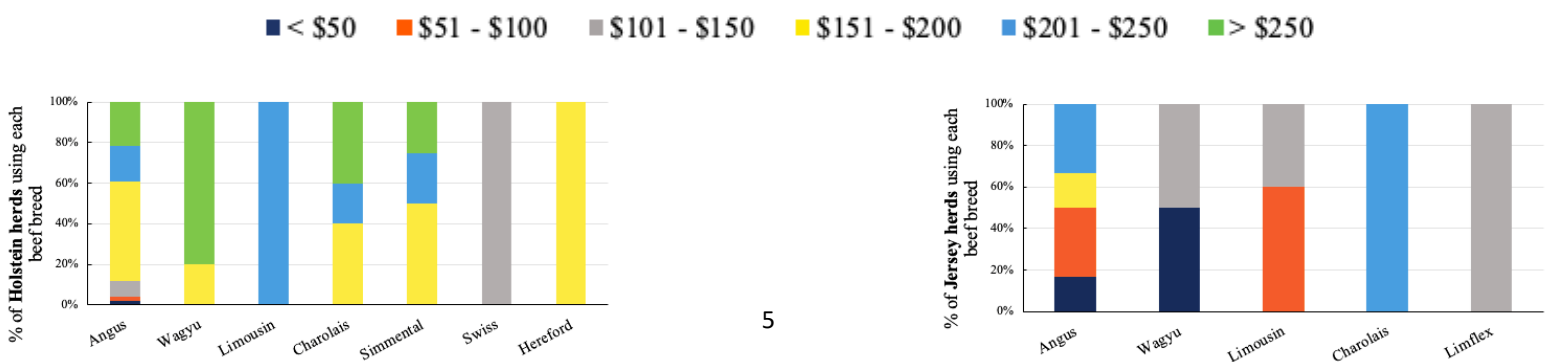 < $50 $51 - $100 $101 - $150 $151 - $200 $201 - $250 > $250
% of Holstein herds using each
beef breed
100%
80%
60%
40%
20%
0%
Angus Wagyu Limousin Charolais Simmental Swiss Hereford
5
% of Jersey herds using each
beef breed
100%
80%
60%
40%
20%
0%
Angus Wagyu Limousin Charolais Limflex